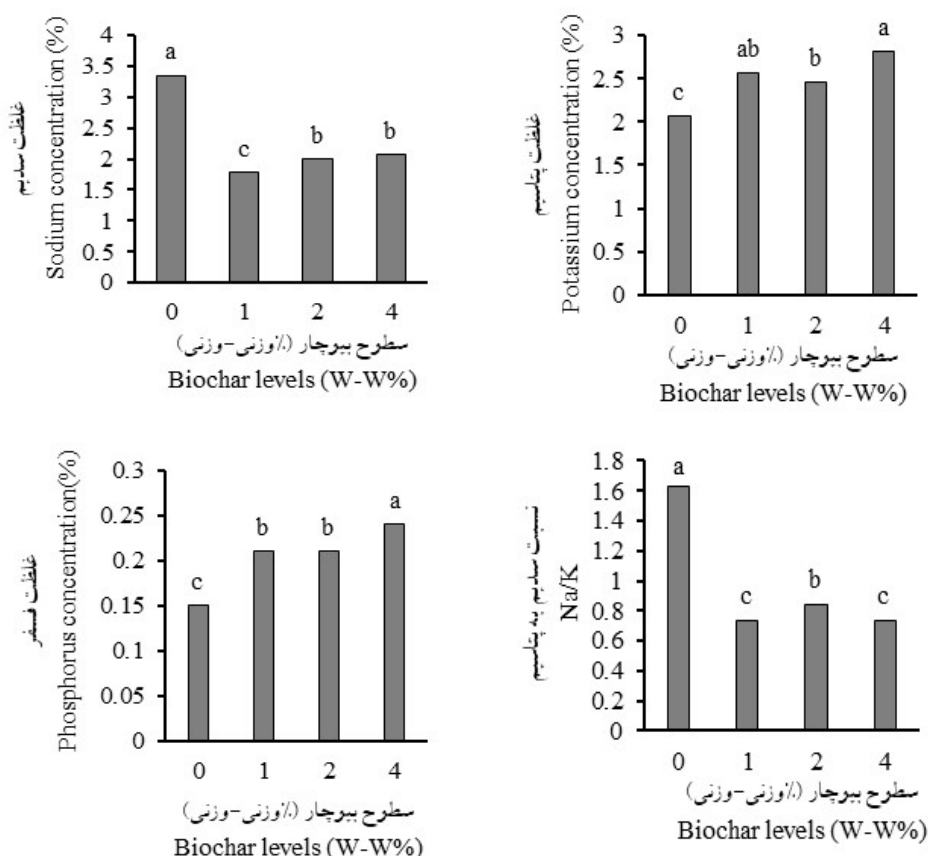 غلظت سدیم
Sodium concentration (%)
4
3.5
3
2.5
2
1.5
1
0.5
0
a
c
b
b
0 1 2 4
سطوح بیوچار (٪وزنی-وزنی)
Biochar levels (W-W%)
غلظت پتاسیم
Potassium concentration (%)
3
2.5
2
1.5
1
0.5
0
c
ab
b
a
0 1 2 4
سطوح بیوچار (٪وزنی-وزنی)
Biochar levels (W-W%)
غلظت فسفر
Phosphorus concentration(%)
0.3
0.25
0.2
0.15
0.1
0.05
0
c
b
b
a
0 1 2 4
سطوح بیوچار (٪وزنی-وزنی)
Biochar levels (W-W%)
نسبت سدیم به پتاسیم
Na/K
1.8
1.6
1.4
1.2
1
0.8
0.6
0.4
0.2
0
a
c
b
c
0 1 2 4
سطوح بیوچار (٪وزنی-وزنی)
Biochar levels (W-W%)